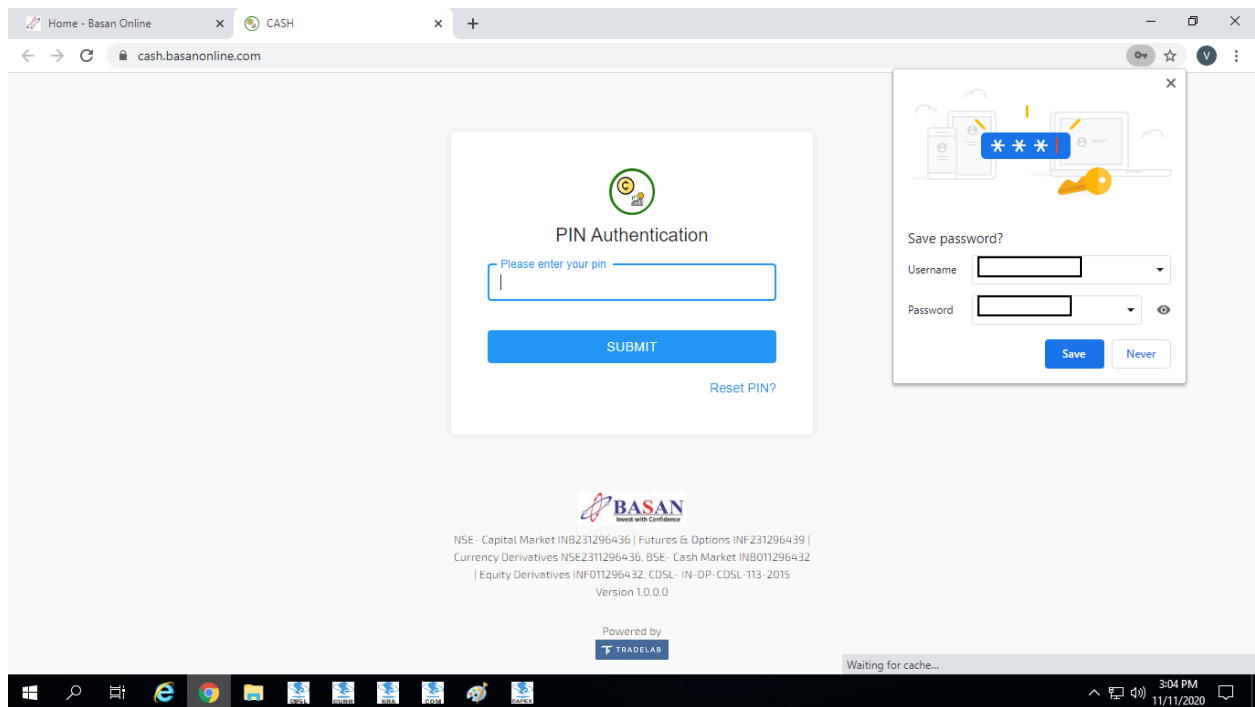 Home - Basan Online
CASH
cash.basanonline.com
V
PIN Authentication
Please enter your pin
SUBMIT
Reset PIN?
***
Save password?
Username
Password
Save
Never
BASAN
Invest with Confidence
NSE- Capital Market INB231296436 | Futures & Options INF231296439 |
Currency Derivatives NSE2311296436, BSE- Cash Market INB011296432
| Equity Derivatives INF011296432, CDSL- IN-DP-CDSL-113-2015
Version 1.0.0.0
Powered by
TRADELAB
Waiting for cache...
KRA
COM
3:04 PM
11/11/2020